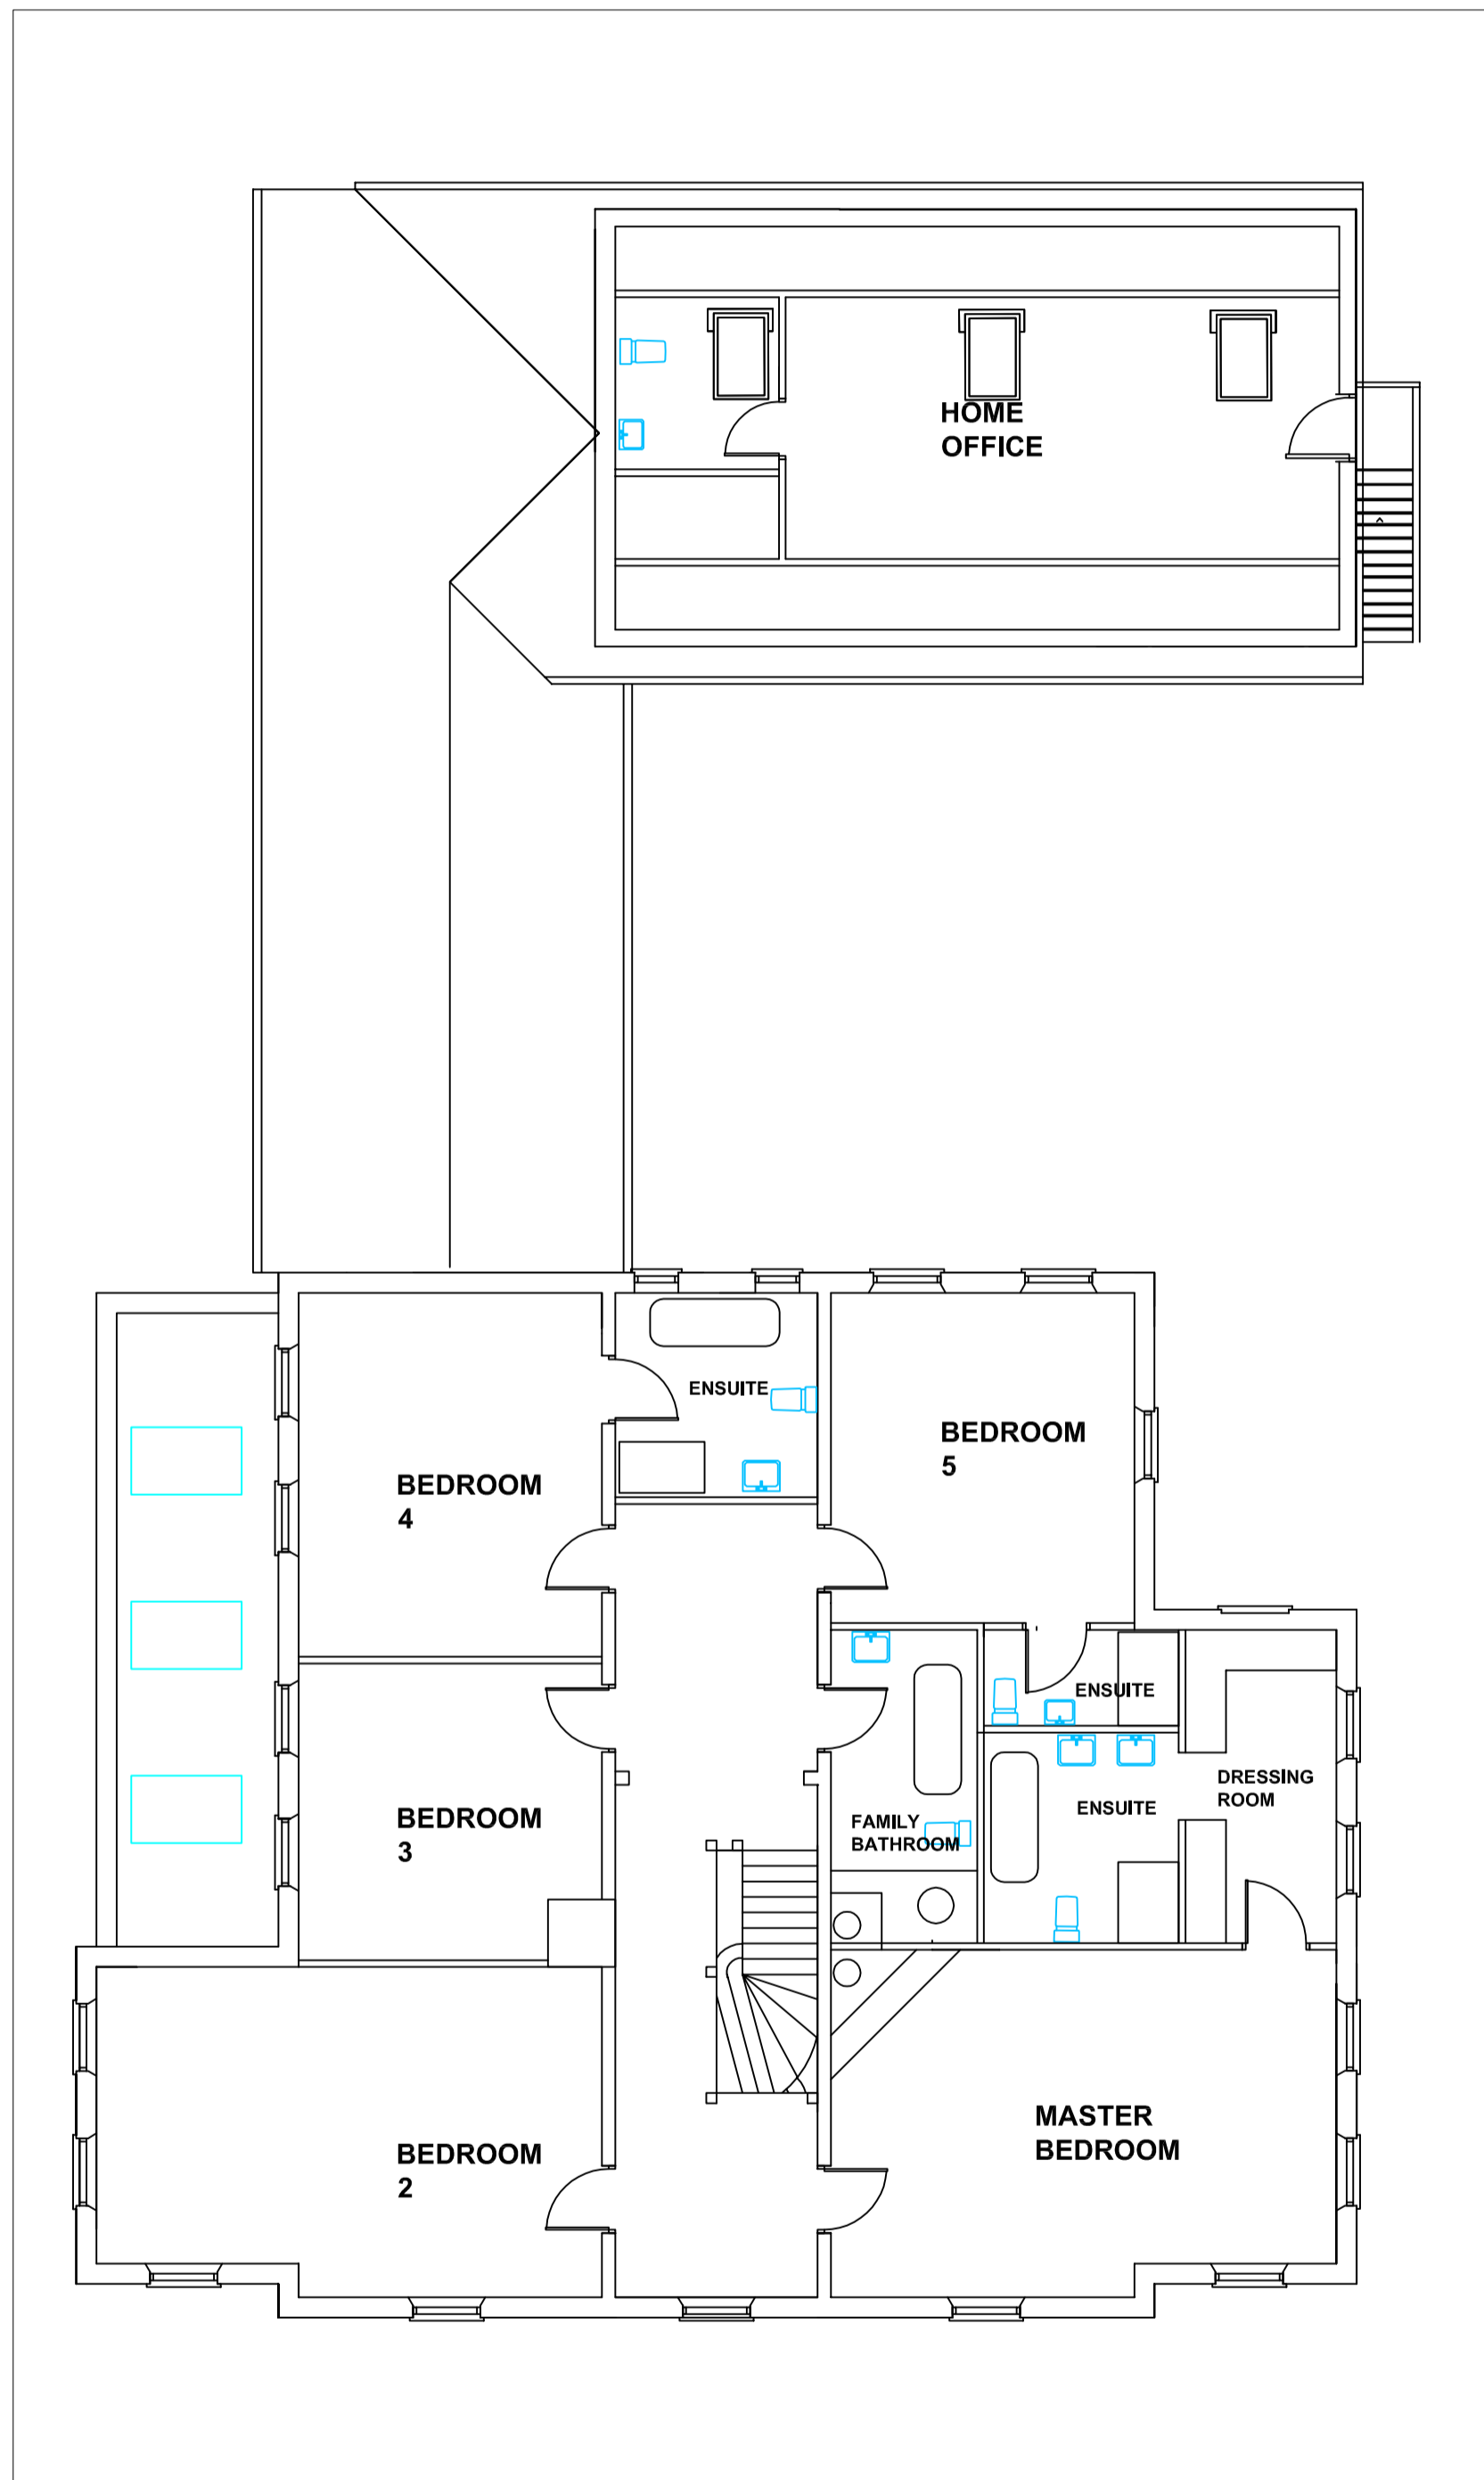 HOME
OFFICE
ENSUITE
BEDROOM
5
BEDROOM
4
ENSUITE
DRESSING
ROOM
ENSUITE
BEDROOM
3
FAMILY
BATHROOM
MASTER
BEDROOM
BEDROOM
2